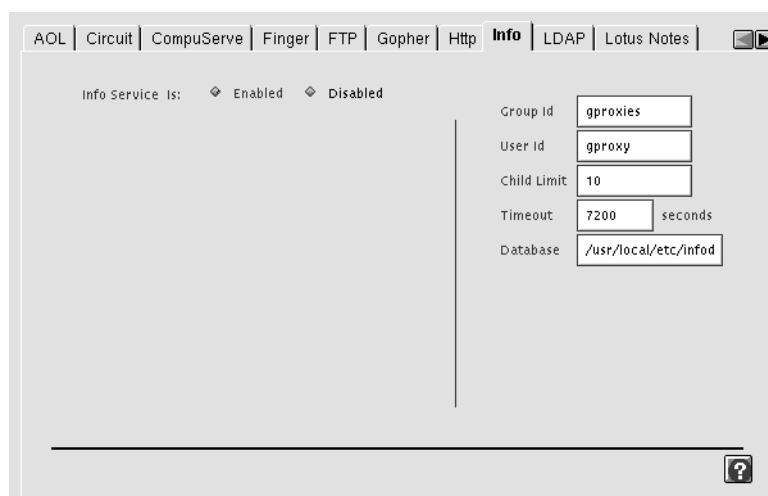 AOL Circuit CompuServe Finger FTP Gopher Http Info LDAP Lotus Notes
Info Service Is: Enabled Disabled
Group Id gproxies
User Id gproxy
Child Limit 10
Timeout 7200 seconds
Database /usr/local/etc/infod
?